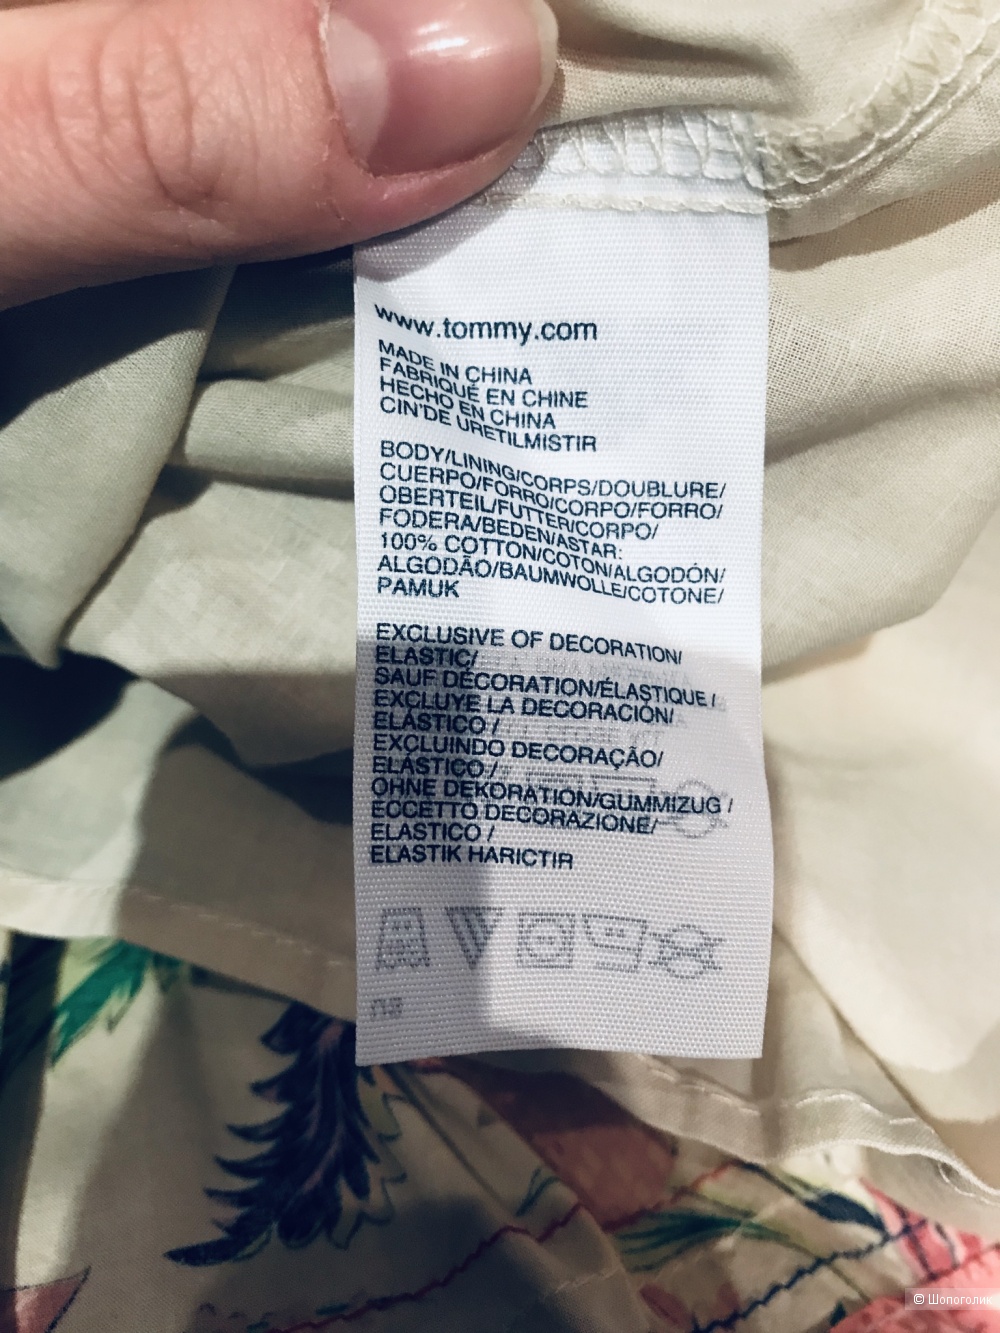 www.tommy.com
MADE IN CHINA
FABRIQUÉ EN CHINE
HECHO EN CHINA
CIN'DE URETILMISTIR
BODY/LINING/CORPS/DOUBLURE/
CUERPO/FORRO/CORPO/FORRO/
OBERTEIL/FUTTER/CORPO/
FODERA/BEDEN/ASTAR:
100% COTTON/COTON/ALGODÓN/
ALGODÃO/BAUMWOLLE/COTONE/
PAMUK
EXCLUSIVE OF DECORATION/
ELASTIC/
SAUF DÉCORATION/ÉLASTIQUE /
EXCLUYE LA DECORACIÓN/
ELÁSTICO /
EXCLUINDO DECORAÇÃO/
ELÁSTICO /
OHNE DEKORATION/GUMMIZUG /
ECCETTO DECORAZIONE/
ELASTICO /
ELASTIK HARICTIR
© Шопоголик